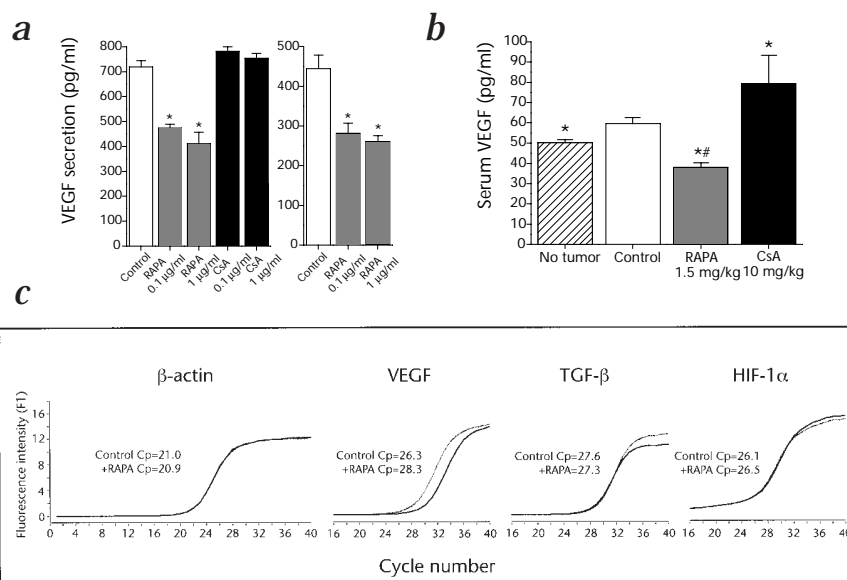 a
VEGF secretion (pg/ml)
800
700
600
500
400
300
200
100
0
*
*
Control
RAPA
0.1 µg/ml
RAPA
1 µg/ml
CsA
0.1 µg/ml
CsA
1 µg/ml
500
400
300
200
100
0
*
*
Control
RAPA
0.1 µg/ml
RAPA
1 µg/ml
b
Serum VEGF (pg/ml)
100
90
80
70
60
50
40
30
20
10
0
*
*#
*
No tumor
Control
RAPA
1.5 mg/kg
CsA
10 mg/kg
c
Fluorescence intensity (F1)
16
12
8
4
0
β-actin
Control Cp=21.0
+RAPA Cp=20.9
0 4 8 12 16 20 24 28 32 36 40
VEGF
Control Cp=26.3
+RAPA Cp=28.3
16 20 24 28 32 36 40
TGF-β
Control Cp=27.6
+RAPA=27.3
16 20 24 28 32 36 40
HIF-1α
Control Cp=26.1
+RAPA Cp=26.5
16 20 24 28 32 36 40
Cycle number